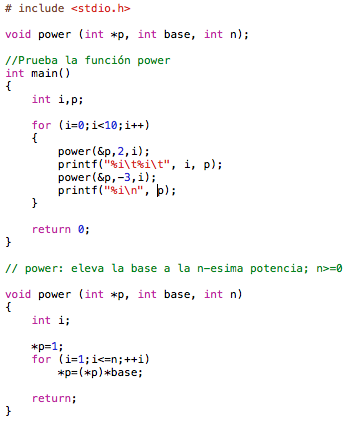 # include <stdio.h>
void power (int *p, int base, int n);
//Prueba la función power
int main()
{
int i,p;
for (i=0;i<10;i++)
{
power(&p,2,i);
printf("%i\t%i\t", i, p);
power(&p,-3,i);
printf("%i\n", p);
}
return 0;
}
// power: eleva la base a la n-esima potencia; n>=0
void power (int *p, int base, int n)
{
int i;
*p=1;
for (i=1;i<=n;++i)
*p=(*p)*base;
return;
}